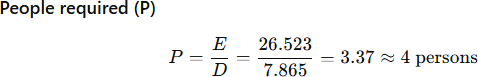 People required (P)
P = E/D = 26.523/7.865 = 3.37 ≈ 4 persons